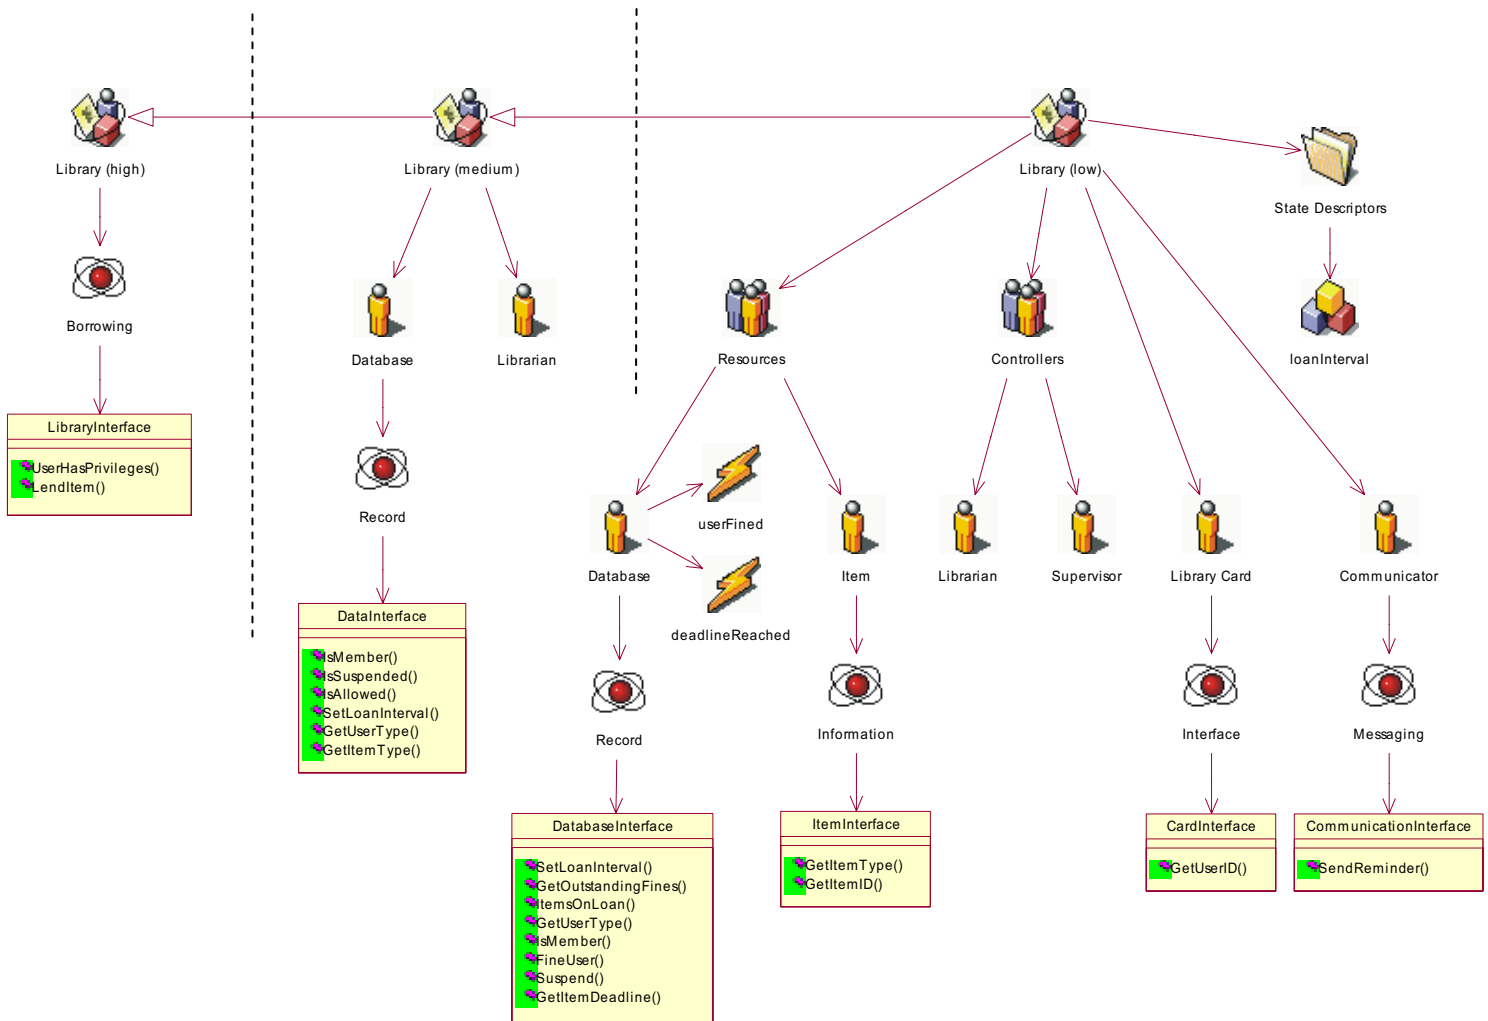 Library (high)
Library (medium)
Library (low)
State Descriptors
Borrowing
Database
Librarian
Resources
Controllers
loanInterval
LibraryInterface
UserHasPrivileges()
LendItem()
Record
userFined
Database
Item
Librarian
Supervisor
Library Card
Communicator
deadlineReached
DataInterface
IsMember()
IsSuspended()
IsAllowed()
SetLoanInterval()
GetUserType()
GetItemType()
Record
Information
Interface
Messaging
DatabaseInterface
SetLoanInterval()
GetOutstandingFines()
ItemsOnLoan()
GetUserType()
IsMember()
FineUser()
Suspend()
GetItemDeadline()
ItemInterface
GetItemType()
GetItemID()
CardInterface
GetUserID()
CommunicationInterface
SendReminder()